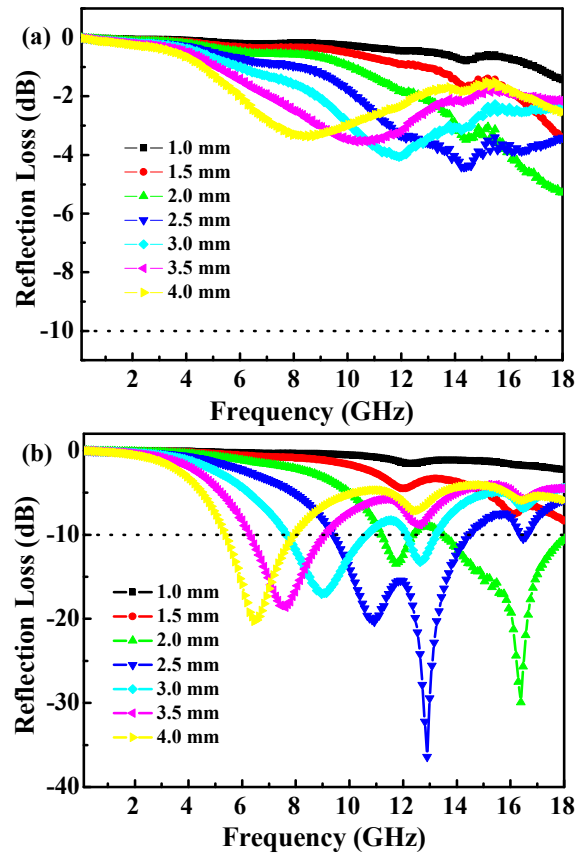 (a)
Reflection Loss (dB)
0
-2
-4
-6
-8
-10
1.0 mm
1.5 mm
2.0 mm
2.5 mm
3.0 mm
3.5 mm
4.0 mm
2 4 6 8 10 12 14 16 18
Frequency (GHz)
(b)
Reflection Loss (dB)
0
-10
-20
-30
-40
1.0 mm
1.5 mm
2.0 mm
2.5 mm
3.0 mm
3.5 mm
4.0 mm
2 4 6 8 10 12 14 16 18
Frequency (GHz)